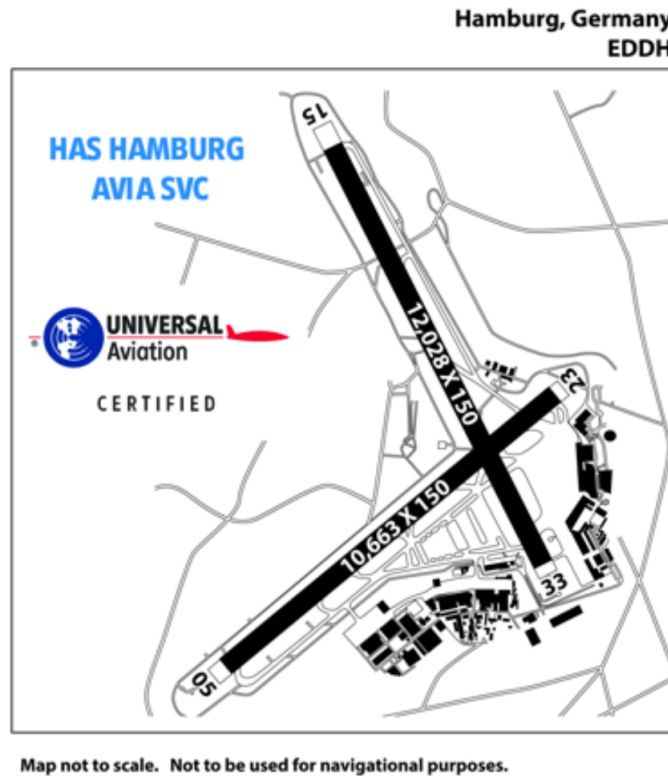 Hamburg, Germany
EDDH
HAS HAMBURG
AVIA SVC
15
12,028 X 150
UNIVERSAL
Aviation
®
CERTIFIED
23
10,663 X 150
33
05
Map not to scale. Not to be used for navigational purposes.